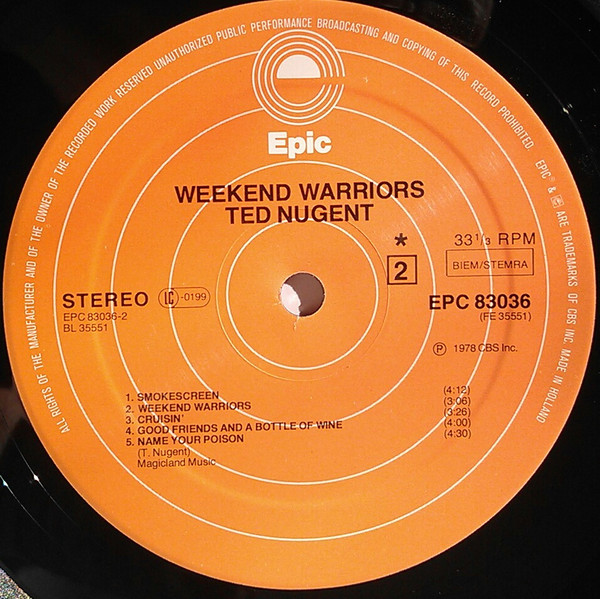 ALL RIGHTS OF THE MANUFACTURER AND OF THE OWNER OF THE RECORDED WORK RESERVED UNAUTHORIZED PUBLIC PERFORMANCE BROADCASTING AND COPYING OF THIS RECORD PROHIBITED EPIC® & ARE TRADEMARKS OF CBS INC. MADE IN HOLLAND
Epic
WEEKEND WARRIORS
TED NUGENT
* 33 1/3 RPM
2 BIEM/STEMRA
STEREO LC-0199 EPC 83036
EPC 83036-2 (FE 35551)
BL 35551
℗ 1978 CBS Inc.
1. SMOKESCREEN (4:12)
2. WEEKEND WARRIORS (3:06)
3. CRUISIN' (3:26)
4. GOOD FRIENDS AND A BOTTLE OF WINE (4:00)
5. NAME YOUR POISON (4:30)
(T. Nugent)
Magicland Music